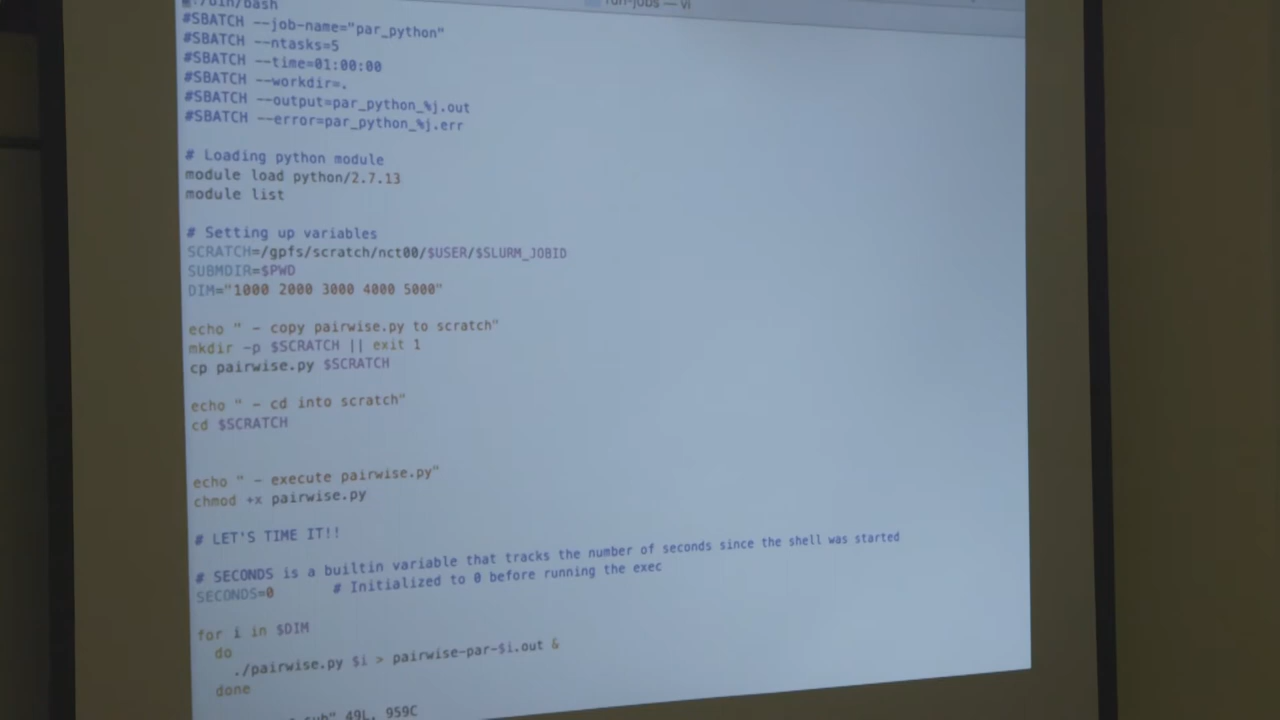 run-jobs — vi
/bin/bash
#SBATCH --job-name="par_python"
#SBATCH --ntasks=5
#SBATCH --time=01:00:00
#SBATCH --workdir=.
#SBATCH --output=par_python_%j.out
#SBATCH --error=par_python_%j.err
# Loading python module
module load python/2.7.13
module list
# Setting up variables
SCRATCH=/gpfs/scratch/nct00/$USER/$SLURM_JOBID
SUBMDIR=$PWD
DIM="1000 2000 3000 4000 5000"
echo " - copy pairwise.py to scratch"
mkdir -p $SCRATCH || exit 1
cp pairwise.py $SCRATCH
echo " - cd into scratch"
cd $SCRATCH
echo " - execute pairwise.py"
chmod +x pairwise.py
# LET'S TIME IT!!
# SECONDS is a builtin variable that tracks the number of seconds since the shell was started
SECONDS=0 # Initialized to 0 before running the exec
for i in $DIM
do
./pairwise.py $i > pairwise-par-$i.out &
done
49L, 959C